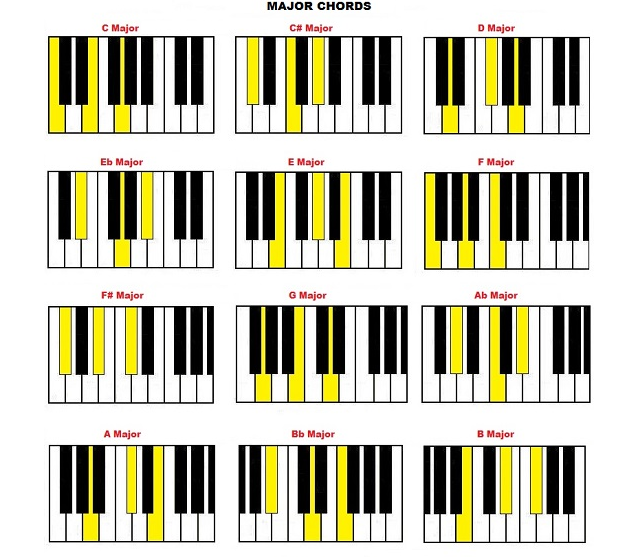 MAJOR CHORDS
C Major
C# Major
D Major
Eb Major
E Major
F Major
F# Major
G Major
Ab Major
A Major
Bb Major
B Major